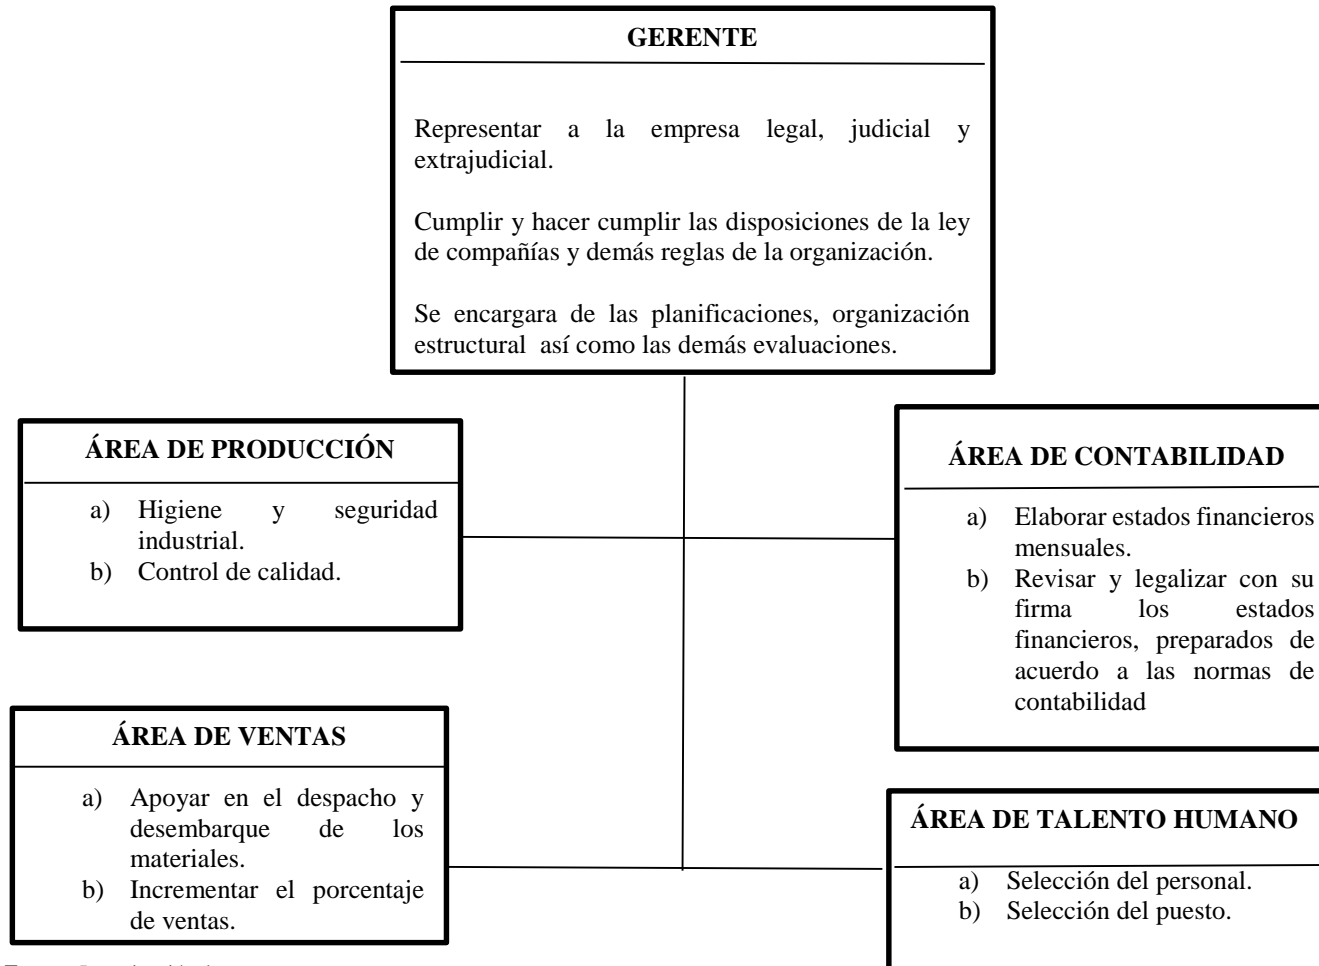 GERENTE
Representar a la empresa legal, judicial y
extrajudicial.
Cumplir y hacer cumplir las disposiciones de la ley
de compañías y demás reglas de la organización.
Se encargara de las planificaciones, organización
estructural así como las demás evaluaciones.
ÁREA DE PRODUCCIÓN
a) Higiene y seguridad
industrial.
b) Control de calidad.
ÁREA DE CONTABILIDAD
a) Elaborar estados financieros
mensuales.
b) Revisar y legalizar con su
firma los estados
financieros, preparados de
acuerdo a las normas de
contabilidad
ÁREA DE VENTAS
a) Apoyar en el despacho y
desembarque de los
materiales.
b) Incrementar el porcentaje
de ventas.
ÁREA DE TALENTO HUMANO
a) Selección del personal.
b) Selección del puesto.